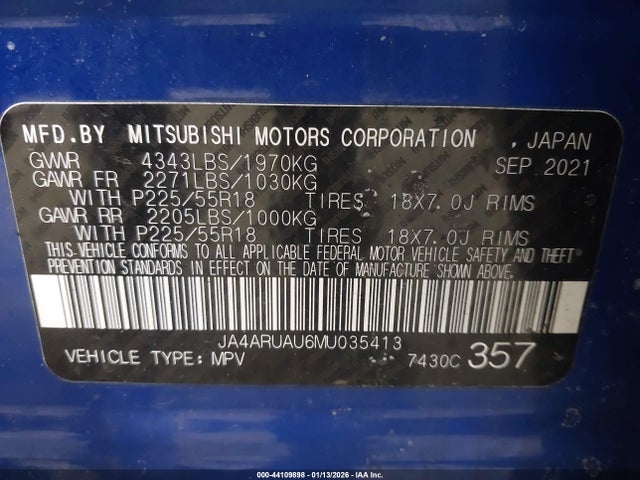 MFD.BY MITSUBISHI MOTORS CORPORATION , JAPAN
GWVR 4343LBS/1970KG SEP 2021
GAWR FR 2271LBS/1030KG
WITH P225/55R18 TIRES 18X7.0J RIMS
GAWR RR 2205LBS/1000KG
WITH P225/55R18 TIRES 18X7.0J RIMS
THIS VEHICLE CONFORMS TO ALL APPLICABLE FEDERAL MOTOR VEHICLE SAFETY AND THEFT
PREVENTION STANDARDS IN EFFECT ON THE DATE OF MANUFACTURE SHOWN ABOVE.
JA4ARUAU6MU035413
VEHICLE TYPE: MPV 7430C 357
000-44109898 - 01/13/2026 - IAA Inc.